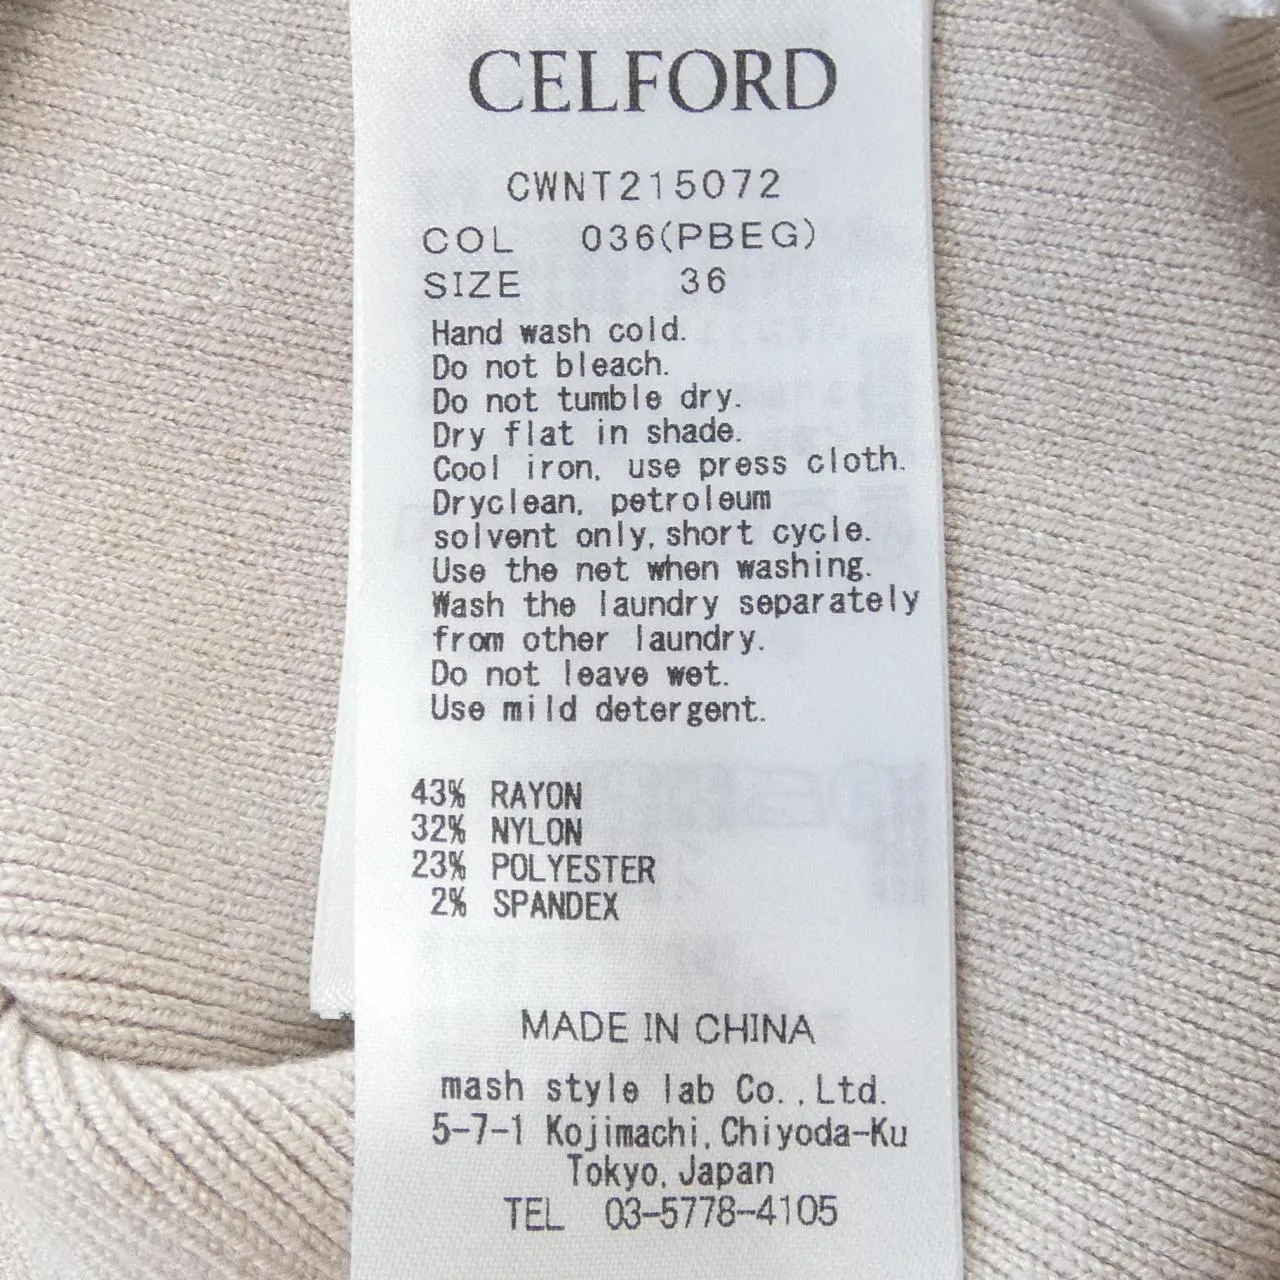 CELFORD
CWNT215072
COL 036(PBEG)
SIZE 36
Hand wash cold.
Do not bleach.
Do not tumble dry.
Dry flat in shade.
Cool iron, use press cloth.
Dryclean, petroleum
solvent only, short cycle.
Use the net when washing.
Wash the laundry separately
from other laundry.
Do not leave wet.
Use mild detergent.
43% RAYON
32% NYLON
23% POLYESTER
2% SPANDEX
MADE IN CHINA
mash style lab Co.,Ltd.
5-7-1 Kojimachi,Chiyoda-Ku
Tokyo,Japan
TEL 03-5778-4105